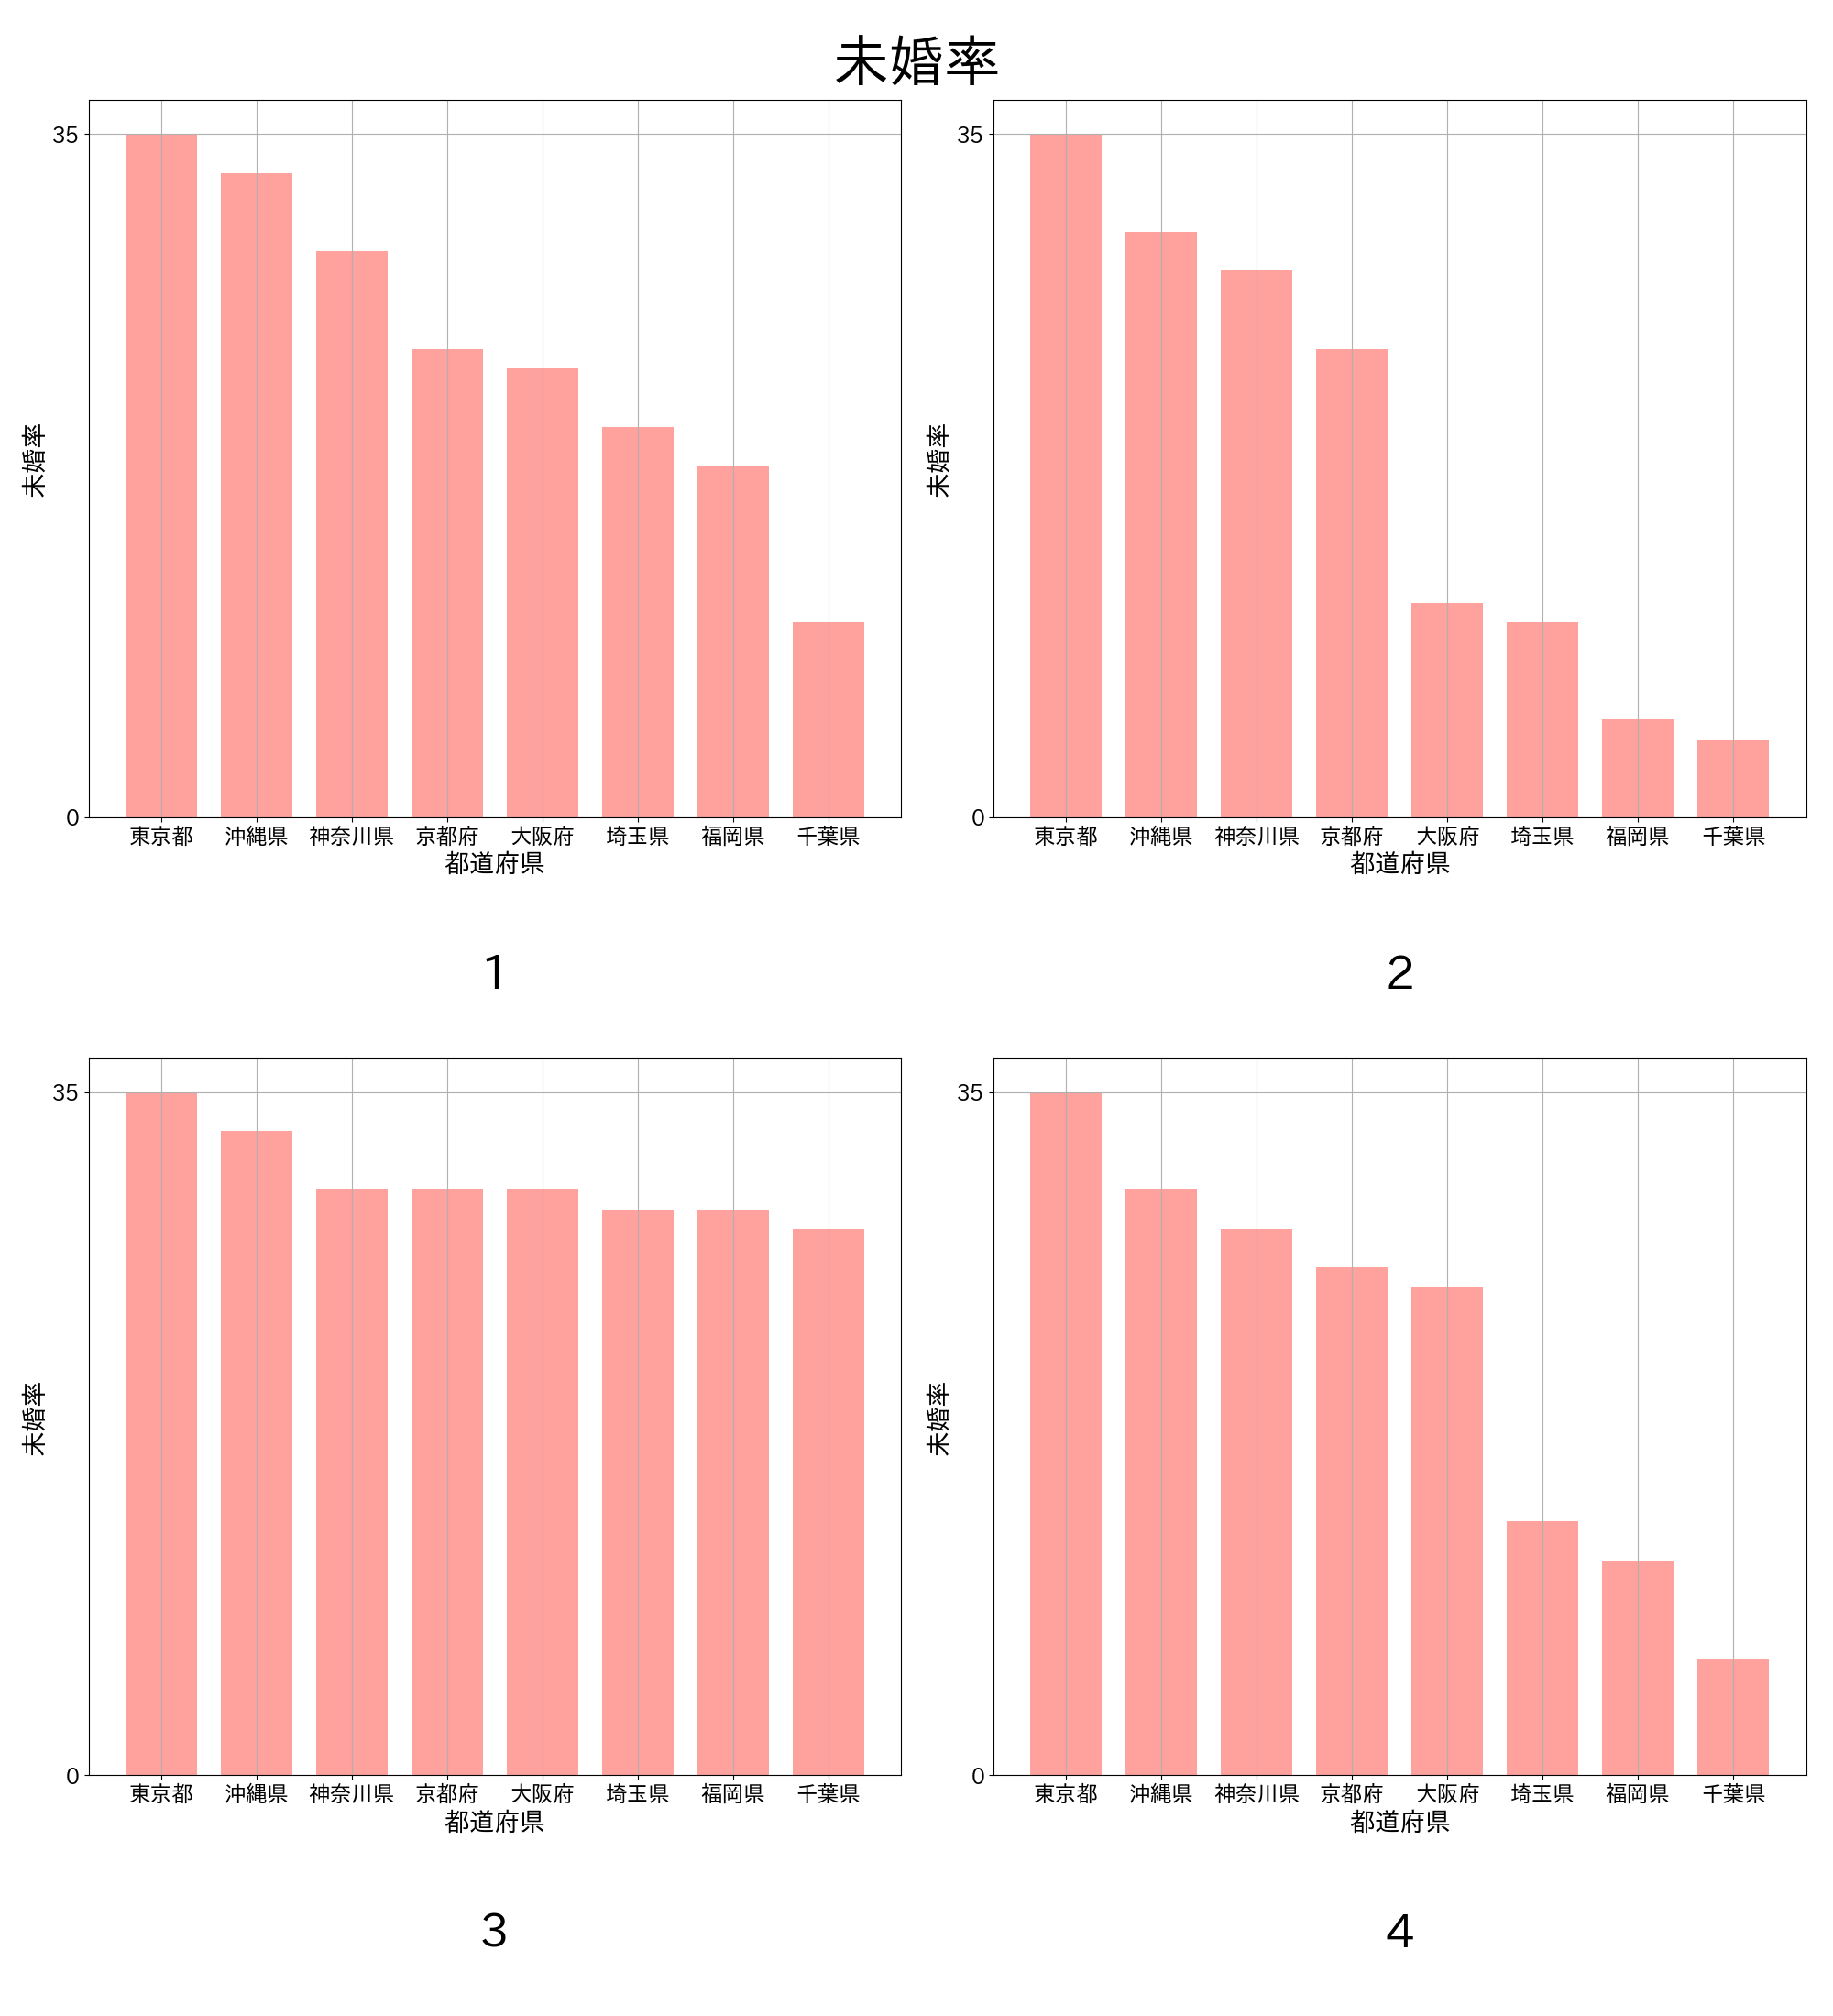 未婚率
35
0
未婚率
東京都 沖縄県 神奈川県 京都府 大阪府 埼玉県 福岡県 千葉県
都道府県
1
35
0
未婚率
東京都 沖縄県 神奈川県 京都府 大阪府 埼玉県 福岡県 千葉県
都道府県
2
35
0
未婚率
東京都 沖縄県 神奈川県 京都府 大阪府 埼玉県 福岡県 千葉県
都道府県
3
35
0
未婚率
東京都 沖縄県 神奈川県 京都府 大阪府 埼玉県 福岡県 千葉県
都道府県
4